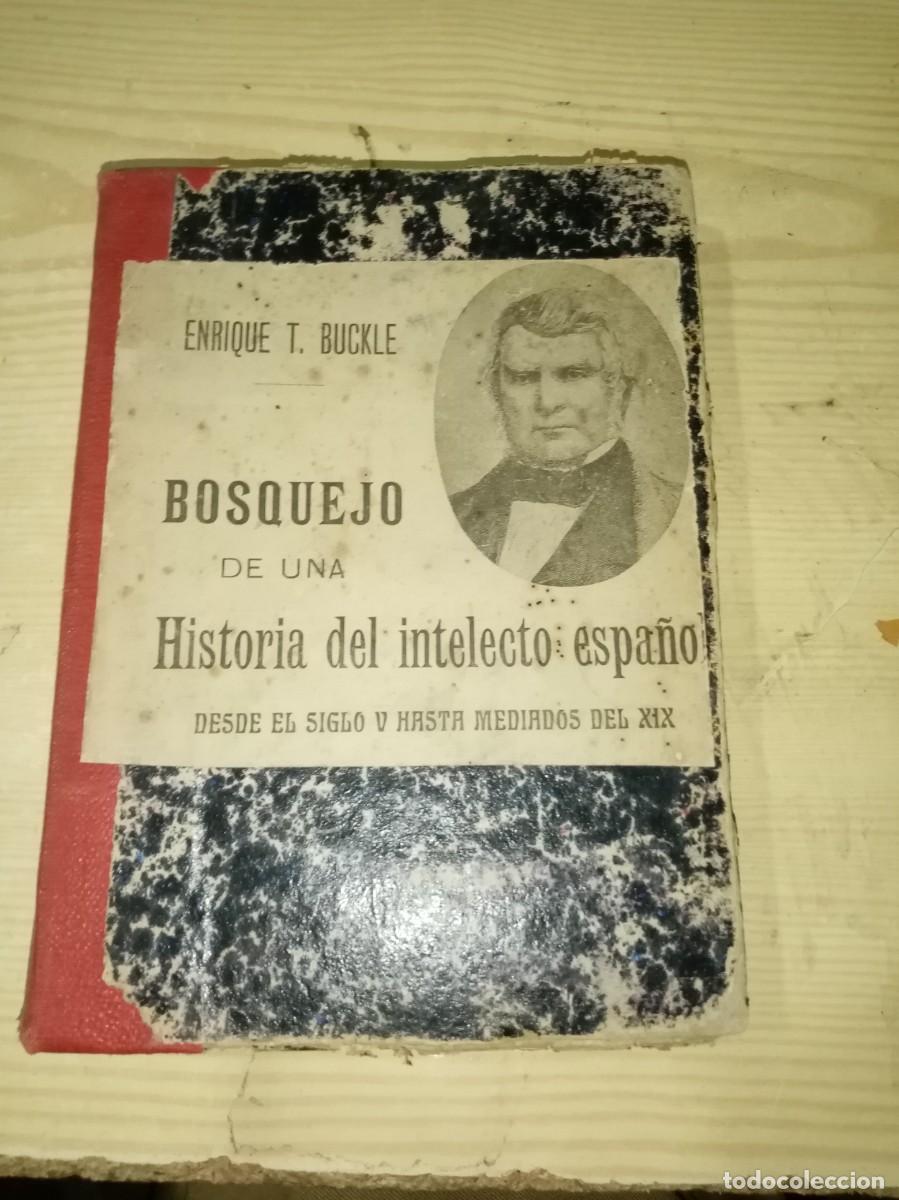 ENRIQUE T. BUCKLE
BOSQUEJO
DE UNA
Historia del intelecto españo
DESDE EL SIGLO V HASTA MEDIADOS DEL XIX
todocoleccion